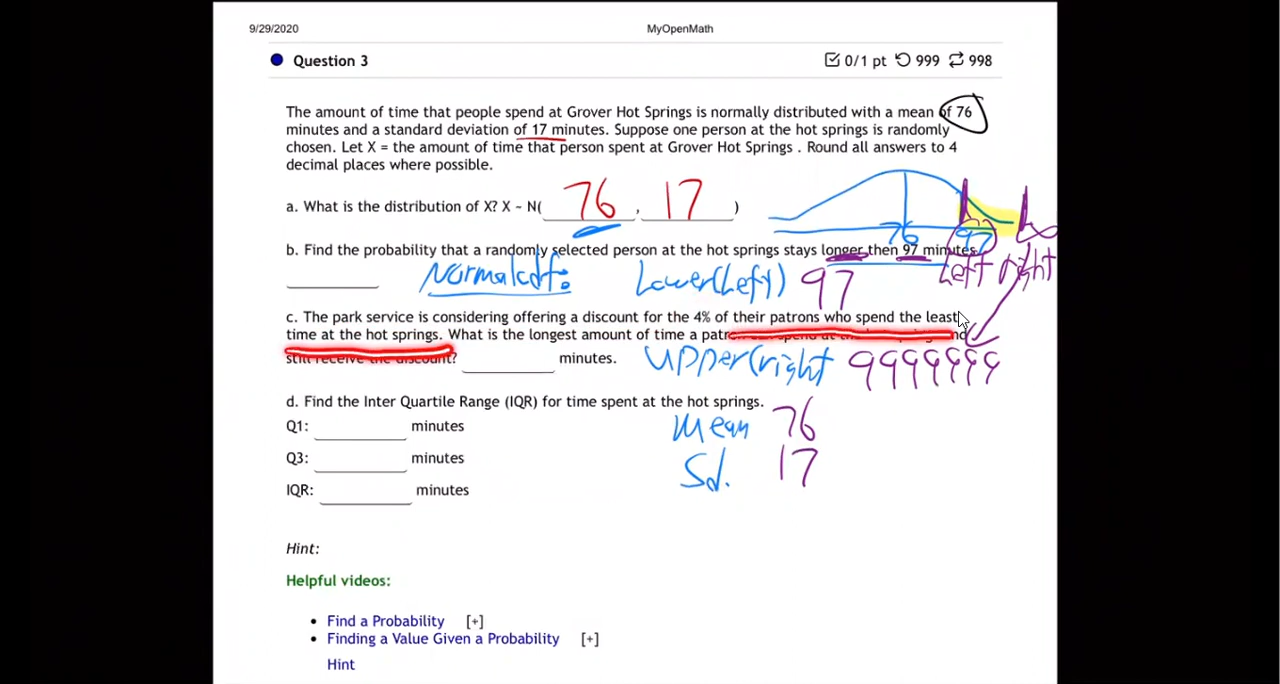 9/29/2020 MyOpenMath
Question 3 0/1 pt 999 998
The amount of time that people spend at Grover Hot Springs is normally distributed with a mean of 76
minutes and a standard deviation of 17 minutes. Suppose one person at the hot springs is randomly
chosen. Let X = the amount of time that person spent at Grover Hot Springs . Round all answers to 4
decimal places where possible.
a. What is the distribution of X? X ~ N( 76 , 17 )
76 97 ∞
b. Find the probability that a randomly selected person at the hot springs stays longer then 97 minutes.
Left right
Normalcdf: Lower(Left) 97
c. The park service is considering offering a discount for the 4% of their patrons who spend the least
time at the hot springs. What is the longest amount of time a
still receive the discount? minutes.
Upper(right 9999999
d. Find the Inter Quartile Range (IQR) for time spent at the hot springs.
Mean 76
Q1: minutes
Q3: minutes
Sd. 17
IQR: minutes
Hint:
Helpful videos:
• Find a Probability [+]
• Finding a Value Given a Probability [+]
Hint